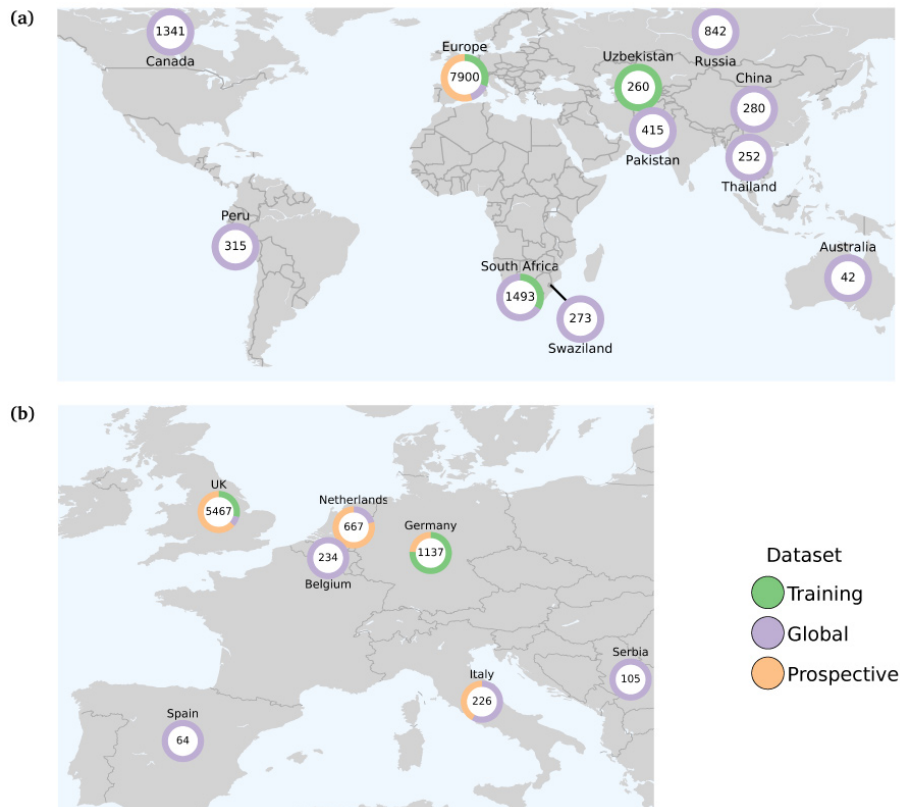 (a)
1341
Canada
842
Russia
Europe
7900
Uzbekistan
260
China
280
415
Pakistan
252
Thailand
Peru
315
South Africa
1493
273
Swaziland
Australia
42
(b)
UK
5467
Netherlands
667
Germany
1137
234
Belgium
Serbia
105
Italy
226
Spain
64
Dataset
Training
Global
Prospective